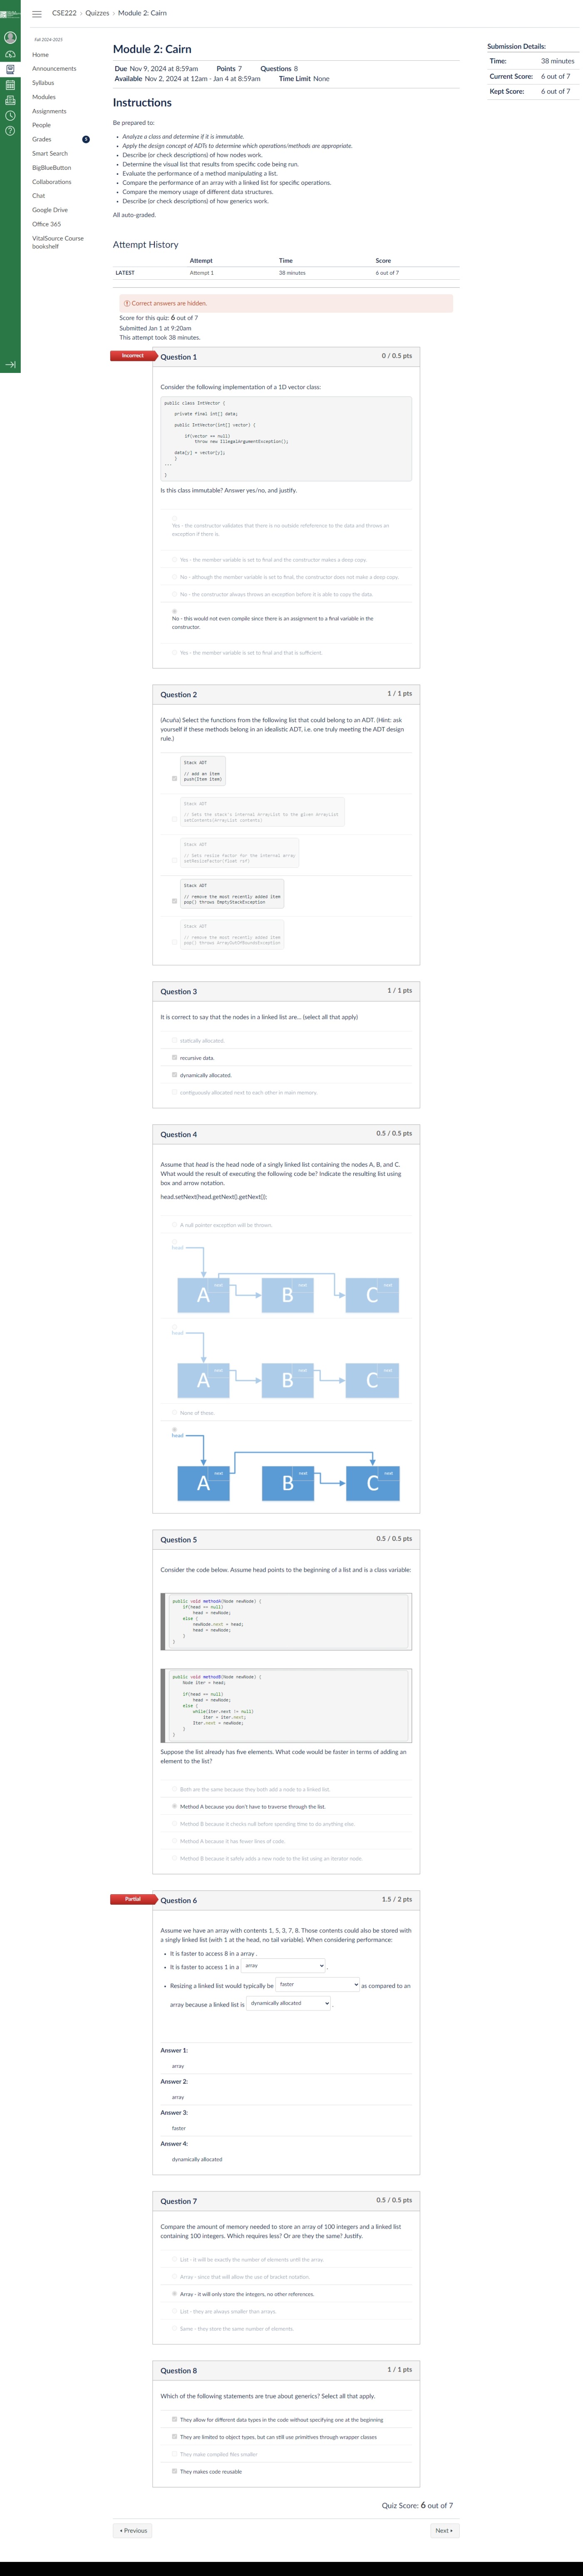 CSE222 › Quizzes › Module 2: Cairn
Fall 2024-2025
Home
Announcements
Syllabus
Modules
Assignments
People
Grades
Smart Search
BigBlueButton
Collaborations
Chat
Google Drive
Office 365
VitalSource Course
bookshelf
Module 2: Cairn
Due Nov 9, 2024 at 8:59am Points 7 Questions 8
Available Nov 2, 2024 at 12am - Jan 4 at 8:59am Time Limit None
Submission Details:
Time: 38 minutes
Current Score: 6 out of 7
Kept Score: 6 out of 7
Instructions
Be prepared to:
• Analyze a class and determine if it is immutable.
• Apply the design concept of ADTs to determine which operations/methods are appropriate.
• Describe (or check descriptions) of how nodes work.
• Determine the visual list that results from specific code being run.
• Evaluate the performance of a method manipulating a list.
• Compare the performance of an array with a linked list for specific operations.
• Compare the memory usage of different data structures.
• Describe (or check descriptions) of how generics work.
All auto-graded.
Attempt History
Attempt Time Score
LATEST Attempt 1 38 minutes 6 out of 7
Correct answers are hidden.
Score for this quiz: 6 out of 7
Submitted Jan 1 at 9:20am
This attempt took 38 minutes.
Incorrect
Question 1 0 / 0.5 pts
Consider the following implementation of a 1D vector class:
public class IntVector {
private final int[] data;
public IntVector(int[] vector) {
if(vector == null)
throw new IllegalArgumentException();
data[y] = vector[y];
}
...
}
Is this class immutable? Answer yes/no, and justify.
Yes - the constructor validates that there is no outside refeterence to the data and throws an
exception if there is.
Yes - the member variable is set to final and the constructor makes a deep copy.
No - although the member variable is set to final, the constructor does not make a deep copy.
No - the constructor always throws an exception before it is able to copy the data.
No - this would not even compile since there is an assignment to a final variable in the
constructor.
Yes - the member variable is set to final and that is sufficient.
Question 2 1 / 1 pts
(Acuña) Select the functions from the following list that could belong to an ADT. (Hint: ask
yourself if these methods belong in an idealistic ADT, i.e. one truly meeting the ADT design
rule.)
Stack ADT
// add an item
push(Item item)
Stack ADT
// Sets the stack's internal ArrayList to the given ArrayList
setContents(ArrayList contents)
Stack ADT
// Sets resize factor for the internal array
setResizeFactor(float rsf)
Stack ADT
// remove the most recently added item
pop() throws EmptyStackException
Stack ADT
// remove the most recently added item
pop() throws ArrayOutOfBoundsException
Question 3 1 / 1 pts
It is correct to say that the nodes in a linked list are... (select all that apply)
statically allocated.
recursive data.
dynamically allocated.
contiguously allocated next to each other in main memory.
Question 4 0.5 / 0.5 pts
Assume that head is the head node of a singly linked list containing the nodes A, B, and C.
What would the result of executing the following code be? Indicate the resulting list using
box and arrow notation.
head.setNext(head.getNext().getNext());
A null pointer exception will be thrown.
head
A next B next C next
head
A next B next C next
None of these.
head
A next B next C next
Question 5 0.5 / 0.5 pts
Consider the code below. Assume head points to the beginning of a list and is a class variable:
public void methodA(Node newNode) {
if(head == null)
head = newNode;
else {
newNode.next = head;
head = newNode;
}
}
public void methodB(Node newNode) {
Node iter = head;
if(head == null)
head = newNode;
else {
while(iter.next != null)
iter = iter.next;
iter.next = newNode;
}
}
Suppose the list already has five elements. What code would be faster in terms of adding an
element to the list?
Both are the same because they both add a node to a linked list.
Method A because you don't have to traverse through the list.
Method B because it checks null before spending time to do anything else.
Method A because it has fewer lines of code.
Method B because it safely adds a new node to the list using an iterator node.
Partial
Question 6 1.5 / 2 pts
Assume we have an array with contents 1, 5, 3, 7, 8. Those contents could also be stored with
a singly linked list (with 1 at the head, no tail variable). When considering performance:
• It is faster to access 8 in a array .
• It is faster to access 1 in a array .
• Resizing a linked list would typically be faster as compared to an
array because a linked list is dynamically allocated .
Answer 1:
array
Answer 2:
array
Answer 3:
faster
Answer 4:
dynamically allocated
Question 7 0.5 / 0.5 pts
Compare the amount of memory needed to store an array of 100 integers and a linked list
containing 100 integers. Which requires less? Or are they the same? Justify.
List - it will be exactly the number of elements until the array.
Array - since that will allow the use of bracket notation.
Array - it will only store the integers, no other references.
List - they are always smaller than arrays.
Same - they store the same number of elements.
Question 8 1 / 1 pts
Which of the following statements are true about generics? Select all that apply.
They allow for different data types in the code without specifying one at the beginning
They are limited to object types, but can still use primitives through wrapper classes
They make compiled files smaller
They makes code reusable
Quiz Score: 6 out of 7
Previous
Next